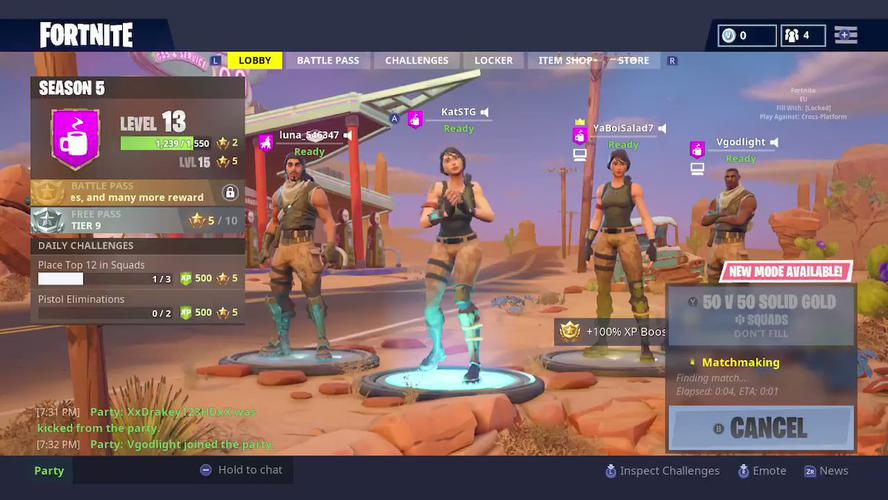 FORTNITE
0
4
L
LOBBY
BATTLE PASS
CHALLENGES
LOCKER
ITEM SHOP
STORE
R
SEASON 5
LEVEL 13
1,239 / 1,550
2
LVL 15
5
BATTLE PASS
es, and many more reward
FREE PASS
TIER 9
5 / 10
DAILY CHALLENGES
Place Top 12 in Squads
1 / 3
XP 500
5
Pistol Eliminations
0 / 2
XP 500
5
luna_546347
Ready
A
KatSTG
Ready
YaBoiSalad7
Ready
Vgodlight
Ready
Fortnite
EU
Fill With: [Locked]
Play Against: Cross-Platform
NEW MODE AVAILABLE!
Y
50 V 50 SOLID GOLD
SQUADS
DON'T FILL
+100% XP Boos
Matchmaking
Finding match...
Elapsed: 0:04, ETA: 0:01
B CANCEL
[7:31 PM] Party: XxDrakey123HDxX was
kicked from the party.
[7:32 PM] Party: Vgodlight joined the party
Party
Hold to chat
L Inspect Challenges
R Emote
ZR News